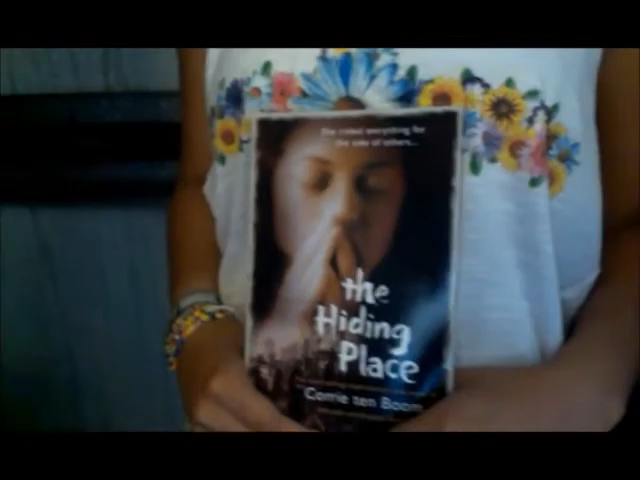 She risked everything for
the sake of others...
the
Hiding
Place
Corrie ten Boom